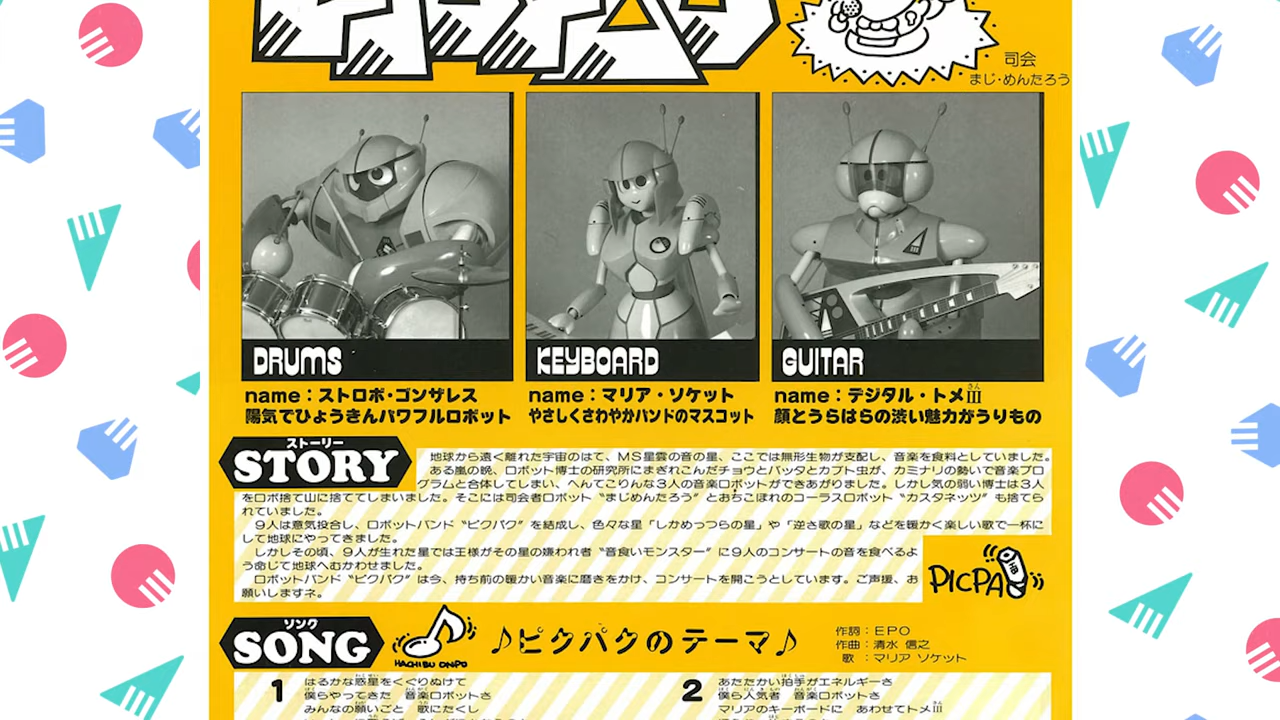 司会
まじ・めんたろう
DRUMS
KEYBOARD
GUITAR
name：ストロボ・ゴンザレス
陽気でひょうきんパワフルロボット
name：マリア・ソケット
やさしくさわやかバンドのマスコット
name：デジタル・トメIII
さん
顔とうらはらの渋い魅力がうりもの
ストーリー
STORY
地球から遠く離れた宇宙のはて、MS星雲の音の星、ここでは無形生物が支配し、音楽を食料としていました。
ある嵐の晩、ロボット博士の研究所にまぎれこんだチョウとバッタとカブト虫が、カミナリの勢いで音楽プロ
グラムと合体してしまい、へんてこりんな3人の音楽ロボットができあがりました。しかし気の弱い博士は3人
をロボ捨て山に捨ててしまいました。そこには司会者ロボット“まじめんたろう”とおちこぼれのコーラスロボット“カスタネッツ”も捨てら
れていました。
9人は意気投合し、ロボットバンド“ピクパク”を結成し、色々な星「しかめっつらの星」や「逆き歌の星」などを暖かく楽しい歌で一杯に
して地球にやってきました。
しかしその頃、9人が生れた星では王様がその星の嫌われ者“音食いモンスター”に9人のコンサートの音を食べるよ
う命じて地球へむかわせました。
ロボットバンド“ピクパク”は今、持ち前の暖かい音楽に磨きをかけ、コンサートを開こうとしています。ご声援、お
願いしますネ。
PICPA
ソング
SONG
HACHIBU ONPO
♪ピクパクのテーマ♪
作詞：EPO
作曲：清水 信之
歌：マリア ソケット
1
はるかな惑星をくぐりぬけて
僕らやってきた 音楽ロボットさ
みんなの願いごと 歌にたくし
2
あたたかい拍手がエネルギーさ
僕ら人気者 音楽ロボットさ
マリアのキーボードに あわせてトメIII